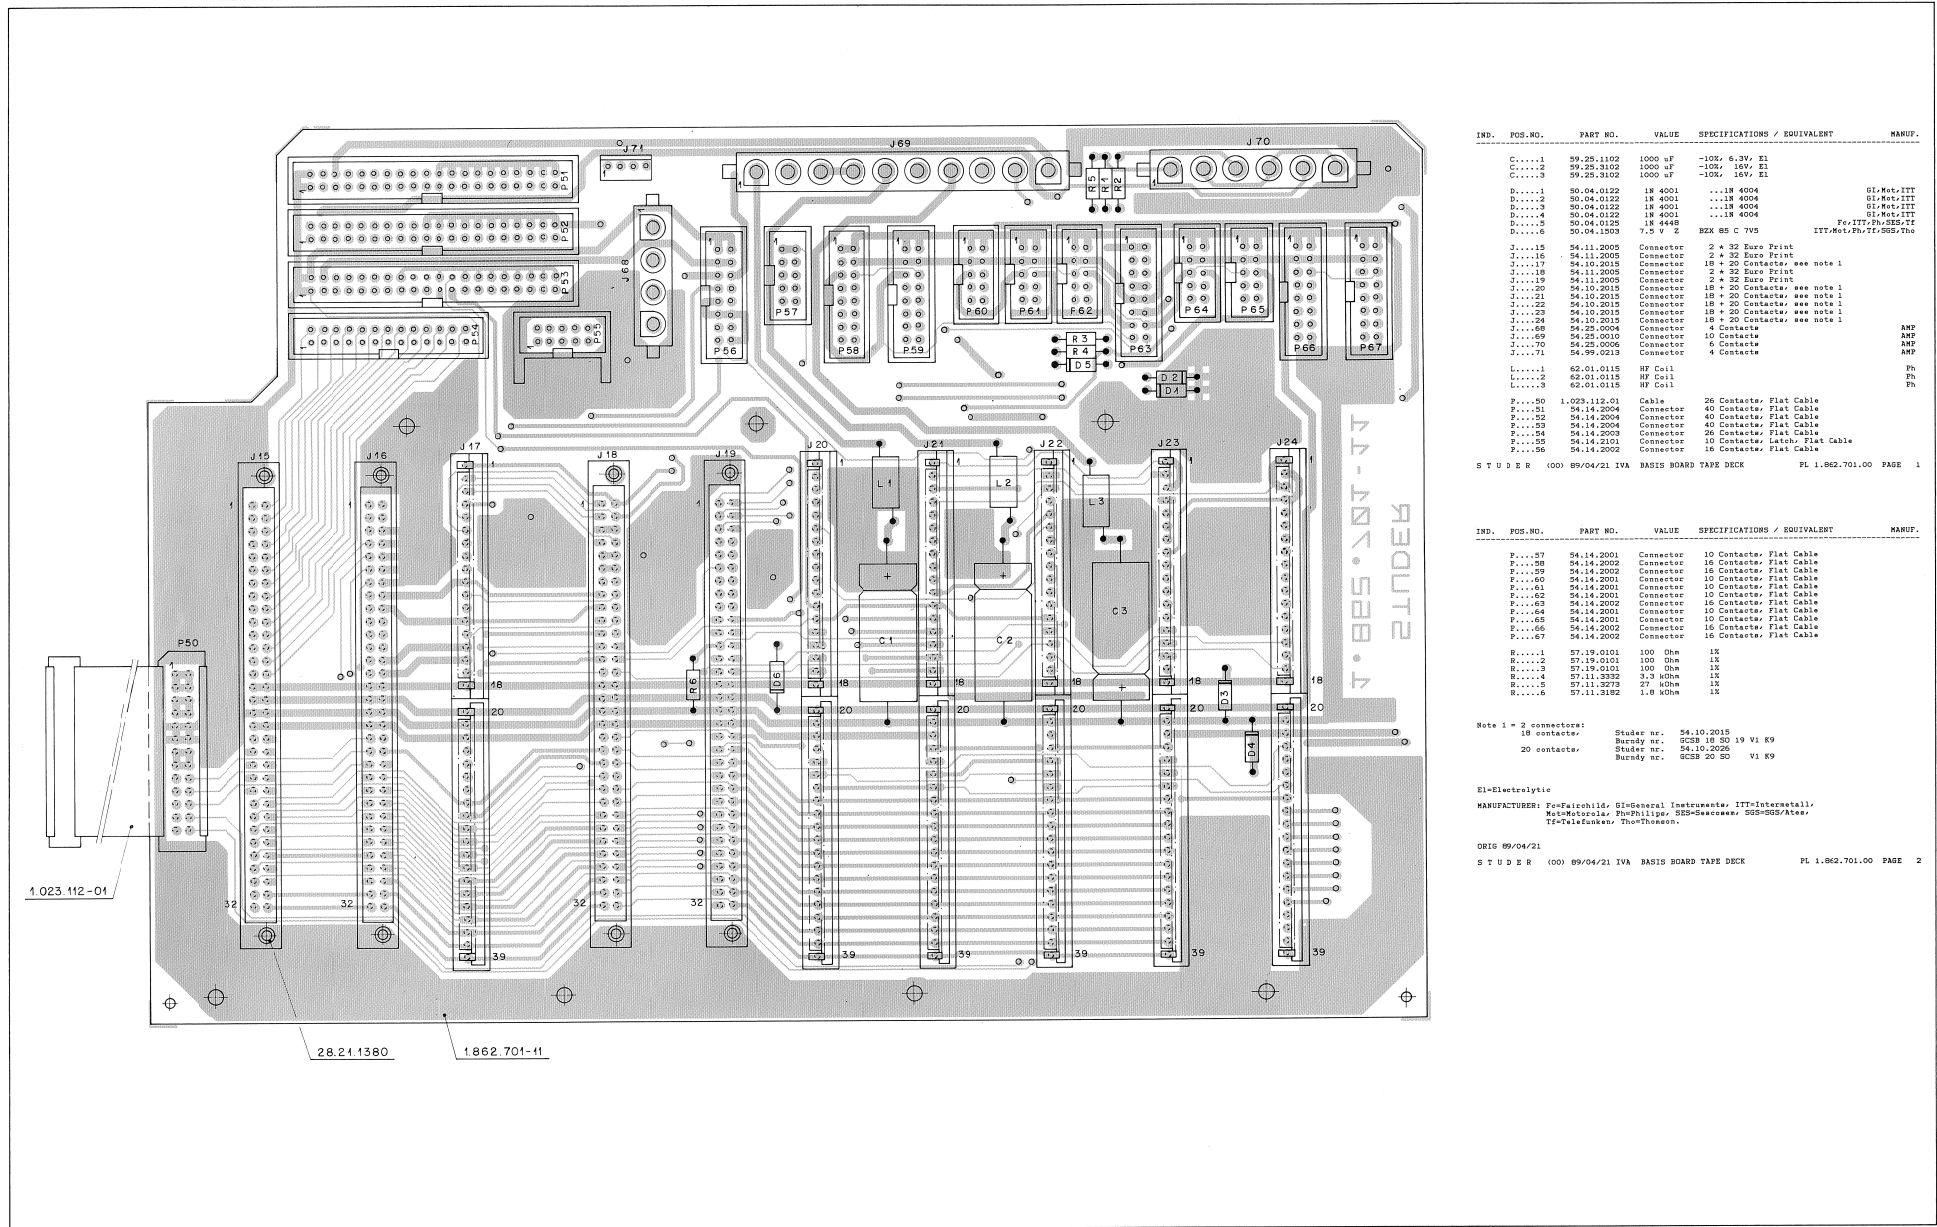 J71
J69
J70
P51
P52
P53
P54
P55
J68
R5
R1
R2
P56
P57
P58
P59
P60
P61
P62
P63
P64
P65
P66
P67
R3
R4
D5
D2
D1
J15
J16
J17
J18
J19
J20
J21
J22
J23
J24
L1
L2
L3
+
+
C3
C1
C2
+
P50
R6
D6
D3
D4
1
18
20
32
39
1.862.701-11
STUDER
1.023.112-01
28.21.1380
1.862.701-11
IND. POS.NO. PART NO. VALUE SPECIFICATIONS / EQUIVALENT MANUF.
C.....1 59.25.1102 1000 uF -10%, 6.3V, El
C.....2 59.25.3102 1000 uF -10%, 16V, El
C.....3 59.25.3102 1000 uF -10%, 16V, El
D.....1 50.04.0122 1N 4001 ...1N 4004 GI,Mot,ITT
D.....2 50.04.0122 1N 4001 ...1N 4004 GI,Mot,ITT
D.....3 50.04.0122 1N 4001 ...1N 4004 GI,Mot,ITT
D.....4 50.04.0122 1N 4001 ...1N 4004 GI,Mot,ITT
D.....5 50.04.0125 1N 4448 Fc,ITT,Ph,SES,Tf
D.....6 50.04.1503 7.5 V Z BZX 85 C 7V5 ITT,Mot,Ph,Tf,SGS,Tho
J....15 54.11.2005 Connector 2 * 32 Euro Print
J....16 54.11.2005 Connector 2 * 32 Euro Print
J....17 54.10.2015 Connector 18 + 20 Contacts, see note 1
J....18 54.11.2005 Connector 2 * 32 Euro Print
J....19 54.11.2005 Connector 2 * 32 Euro Print
J....20 54.10.2015 Connector 18 + 20 Contacts, see note 1
J....21 54.10.2015 Connector 18 + 20 Contacts, see note 1
J....22 54.10.2015 Connector 18 + 20 Contacts, see note 1
J....23 54.10.2015 Connector 18 + 20 Contacts, see note 1
J....24 54.10.2015 Connector 18 + 20 Contacts, see note 1
J....68 54.25.0004 Connector 4 Contacts AMP
J....69 54.25.0010 Connector 10 Contacts AMP
J....70 54.25.0006 Connector 6 Contacts AMP
J....71 54.99.0213 Connector 4 Contacts AMP
L.....1 62.01.0115 HF Coil Ph
L.....2 62.01.0115 HF Coil Ph
L.....3 62.01.0115 HF Coil Ph
P....50 1.023.112.01 Cable 26 Contacts, Flat Cable
P....51 54.14.2004 Connector 40 Contacts, Flat Cable
P....52 54.14.2004 Connector 40 Contacts, Flat Cable
P....53 54.14.2004 Connector 40 Contacts, Flat Cable
P....54 54.14.2003 Connector 26 Contacts, Flat Cable
P....55 54.14.2101 Connector 10 Contacts, Latch, Flat Cable
P....56 54.14.2002 Connector 16 Contacts, Flat Cable
S T U D E R (00) 89/04/21 IVA BASIS BOARD TAPE DECK PL 1.862.701.00 PAGE 1
IND. POS.NO. PART NO. VALUE SPECIFICATIONS / EQUIVALENT MANUF.
P....57 54.14.2001 Connector 10 Contacts, Flat Cable
P....58 54.14.2002 Connector 16 Contacts, Flat Cable
P....59 54.14.2002 Connector 16 Contacts, Flat Cable
P....60 54.14.2001 Connector 10 Contacts, Flat Cable
P....61 54.14.2001 Connector 10 Contacts, Flat Cable
P....62 54.14.2001 Connector 10 Contacts, Flat Cable
P....63 54.14.2002 Connector 16 Contacts, Flat Cable
P....64 54.14.2001 Connector 10 Contacts, Flat Cable
P....65 54.14.2001 Connector 10 Contacts, Flat Cable
P....66 54.14.2002 Connector 16 Contacts, Flat Cable
P....67 54.14.2002 Connector 16 Contacts, Flat Cable
R.....1 57.19.0101 100 Ohm 1%
R.....2 57.19.0101 100 Ohm 1%
R.....3 57.19.0101 100 Ohm 1%
R.....4 57.11.3332 3.3 kOhm 1%
R.....5 57.11.3273 27 kOhm 1%
R.....6 57.11.3182 1.8 kOhm 1%
Note 1 = 2 connectors:
18 contacts, Studer nr. 54.10.2015
Burndy nr. GCSB 18 SO 19 V1 K9
20 contacts, Studer nr. 54.10.2026
Burndy nr. GCSB 20 SO V1 K9
El=Electrolytic
MANUFACTURER: Fc=Fairchild, GI=General Instruments, ITT=Intermetall,
Mot=Motorola, Ph=Philips, SES=Sescosem, SGS=SGS/Ates,
Tf=Telefunken, Tho=Thomson.
ORIG 89/04/21
S T U D E R (00) 89/04/21 IVA BASIS BOARD TAPE DECK PL 1.862.701.00 PAGE 2